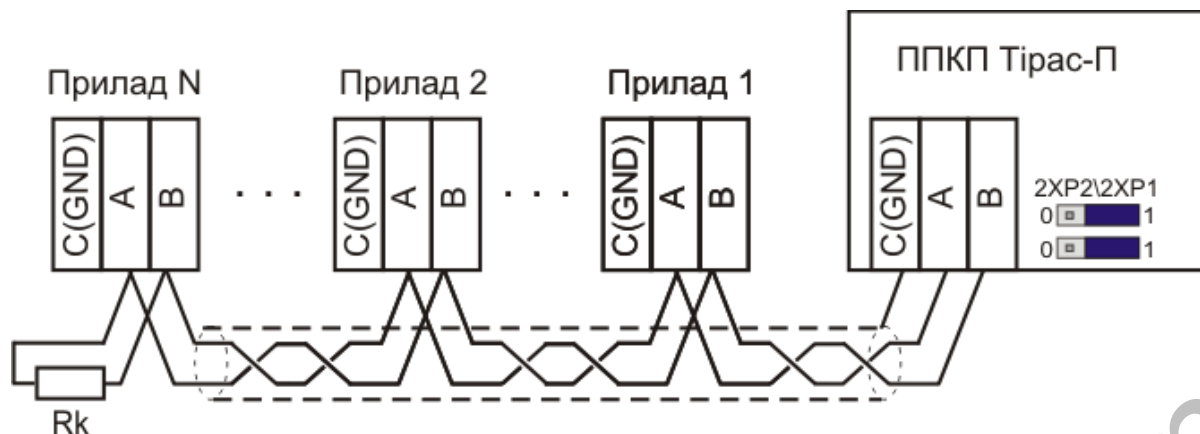 ППКП Тірас-П
Прилад N
Прилад 2
Прилад 1
C(GND)
A
B
. . .
C(GND)
A
B
. . .
C(GND)
A
B
C(GND)
A
B
2XP2\2XP1
0 1
0 1
Rk